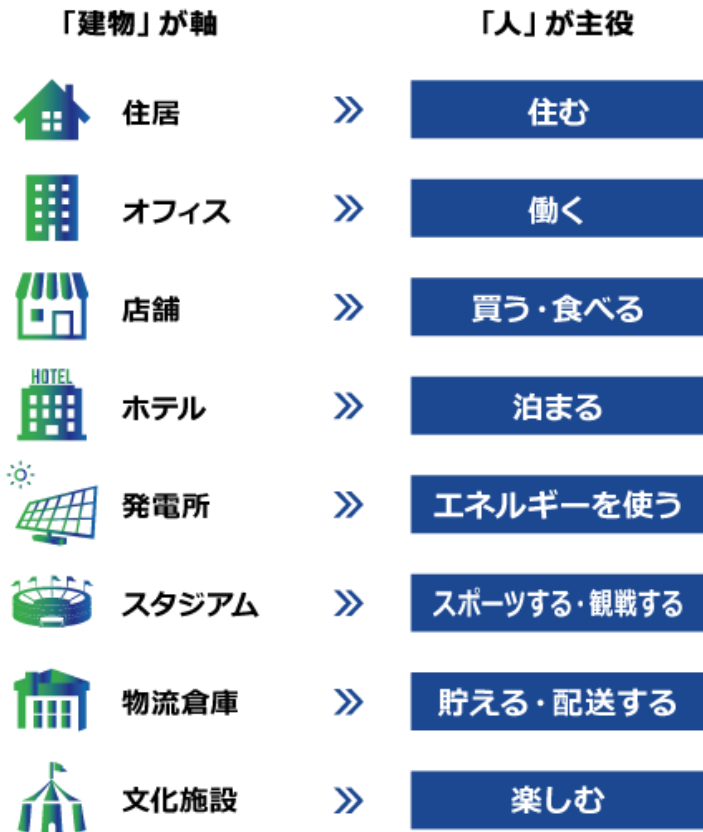 「建物」が軸 「人」が主役
住居 » 住む
オフィス » 働く
店舗 » 買う・食べる
HOTEL
ホテル » 泊まる
発電所 » エネルギーを使う
スタジアム » スポーツする・観戦する
物流倉庫 » 貯える・配送する
文化施設 » 楽しむ